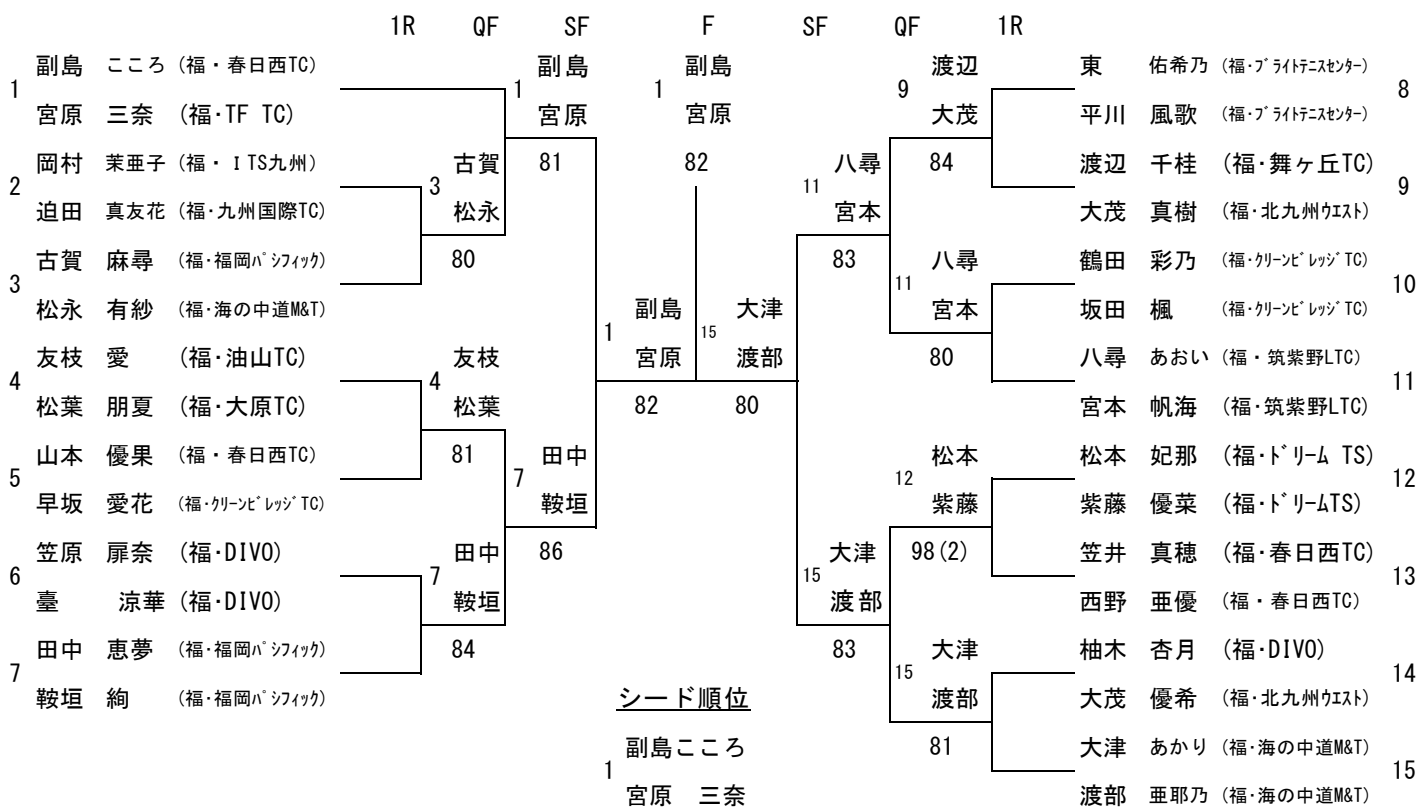 1R QF SF F SF QF 1R
副島 こころ (福・春日西TC) 副島 副島 渡辺 東 佑希乃 (福・ブライトテニスセンター)
1 1 1 9 8
宮原 三奈 (福・TF TC) 宮原 宮原 大茂 平川 風歌 (福・ブライトテニスセンター)
岡村 茉亜子 (福・ITS九州) 古賀 81 82 八尋 84 渡辺 千桂 (福・舞ヶ丘TC)
2 3 11 9
迫田 真友花 (福・九州国際TC) 松永 宮本 大茂 真樹 (福・北九州ウエスト)
古賀 麻尋 (福・福岡パシフィック) 80 83 八尋 鶴田 彩乃 (福・クリーンビレッジTC)
3 11 10
松永 有紗 (福・海の中道M&T) 副島 大津 宮本 坂田 楓 (福・クリーンビレッジTC)
1 15
友枝 愛 (福・油山TC) 友枝 宮原 渡部 80 八尋 あおい (福・筑紫野LTC)
4 4 11
松葉 朋夏 (福・大原TC) 松葉 82 80 宮本 帆海 (福・筑紫野LTC)
山本 優果 (福・春日西TC) 81 田中 松本 松本 妃那 (福・ドリーム TS)
5 7 12 12
早坂 愛花 (福・クリーンビレッジTC) 鞍垣 紫藤 紫藤 優菜 (福・ドリームTS)
笠原 扉奈 (福・DIVO) 田中 86 大津 98(2) 笠井 真穂 (福・春日西TC)
6 7 15 13
臺 涼華 (福・DIVO) 鞍垣 渡部 西野 亜優 (福・春日西TC)
田中 恵夢 (福・福岡パシフィック) 84 83 大津 柚木 杏月 (福・DIVO)
7 15 14
鞍垣 絢 (福・福岡パシフィック) シード順位 渡部 大茂 優希 (福・北九州ウエスト)
副島こころ 81 大津 あかり (福・海の中道M&T)
1 15
宮原 三奈 渡部 亜耶乃 (福・海の中道M&T)